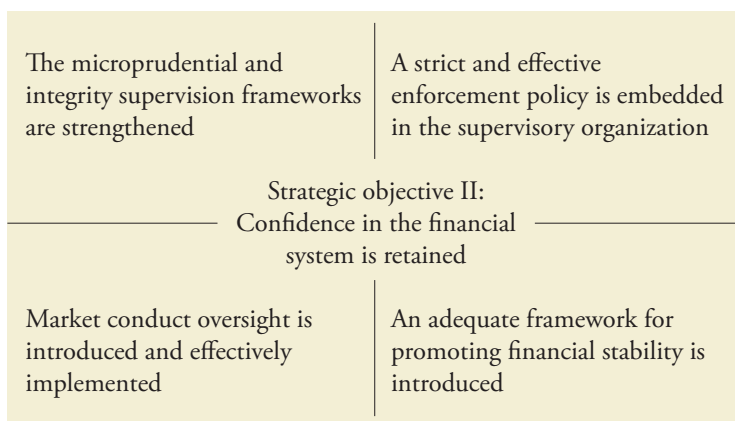 The microprudential and
integrity supervision frameworks
are strengthened
A strict and effective
enforcement policy is embedded
in the supervisory organization
Strategic objective II:
Confidence in the financial
system is retained
Market conduct oversight is
introduced and effectively
implemented
An adequate framework for
promoting financial stability is
introduced